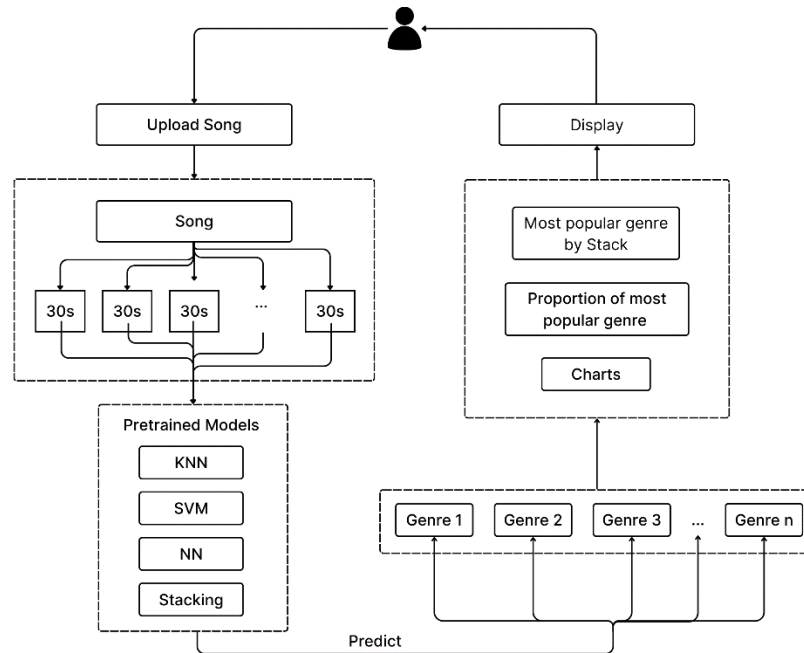 Upload Song
Display
Song
30s
30s
30s
...
30s
Most popular genre
by Stack
Proportion of most
popular genre
Charts
Pretrained Models
KNN
SVM
NN
Stacking
Genre 1
Genre 2
Genre 3
...
Genre n
Predict